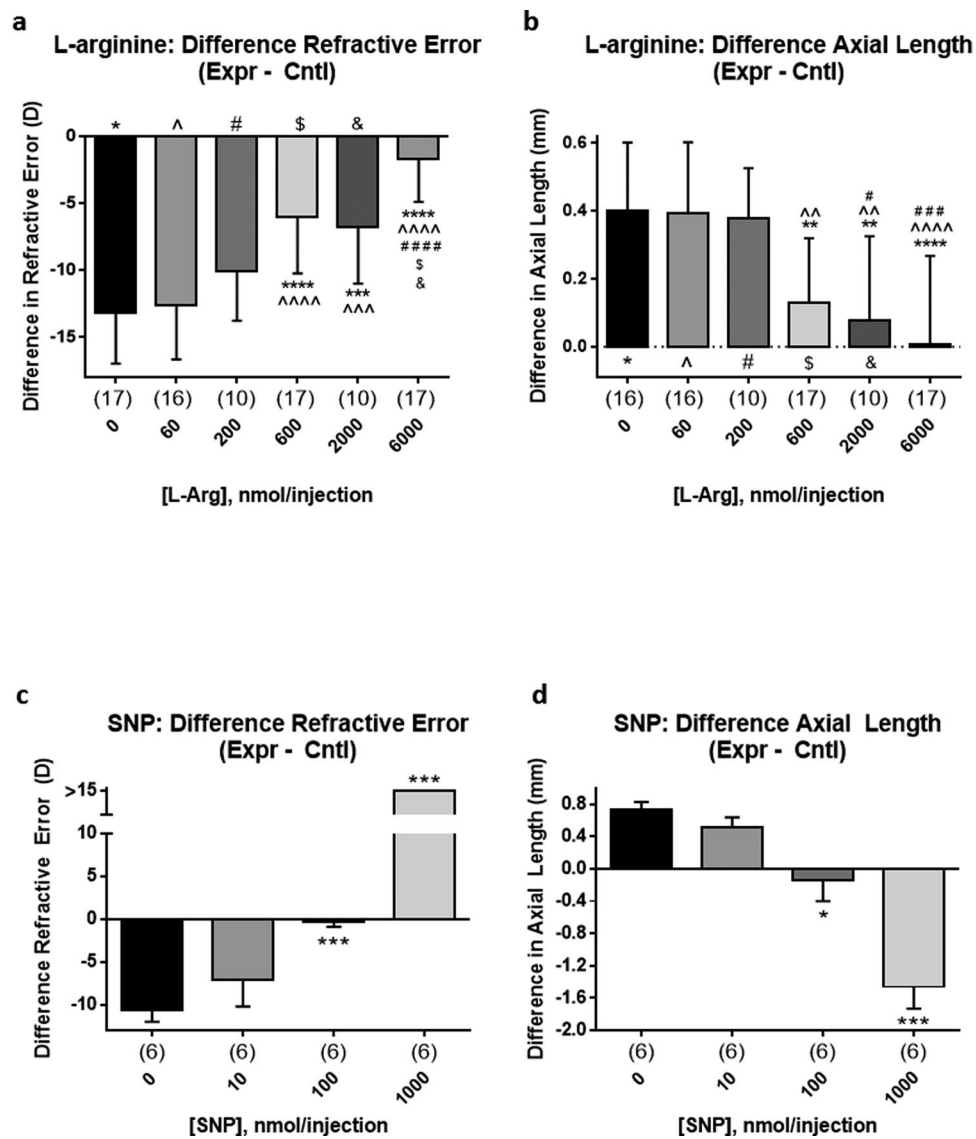 a
L-arginine: Difference Refractive Error
(Expr - Cntl)
Difference in Refractive Error (D)
0
-5
-10
-15
* ^ # $ &
****
^^^^
***
^^^
****
^^^^
####
$
&
(17) (16) (10) (17) (10) (17)
0 60 200 600 2000 6000
[L-Arg], nmol/injection
b
L-arginine: Difference Axial Length
(Expr - Cntl)
Difference in Axial Length (mm)
0.6
0.4
0.2
0.0
^^
**
#
^^
**
###
^^^^
****
* ^ # $ &
(16) (16) (10) (17) (10) (17)
0 60 200 600 2000 6000
[L-Arg], nmol/injection
c
SNP: Difference Refractive Error
(Expr - Cntl)
Difference Refractive Error (D)
>15
10
5
0
-5
-10
***
***
(6) (6) (6) (6)
0 10 100 1000
[SNP], nmol/injection
d
SNP: Difference Axial Length
(Expr - Cntl)
Difference in Axial Length (mm)
0.8
0.4
0.0
-0.4
-0.8
-1.2
-1.6
-2.0
*
***
(6) (6) (6) (6)
0 10 100 1000
[SNP], nmol/injection